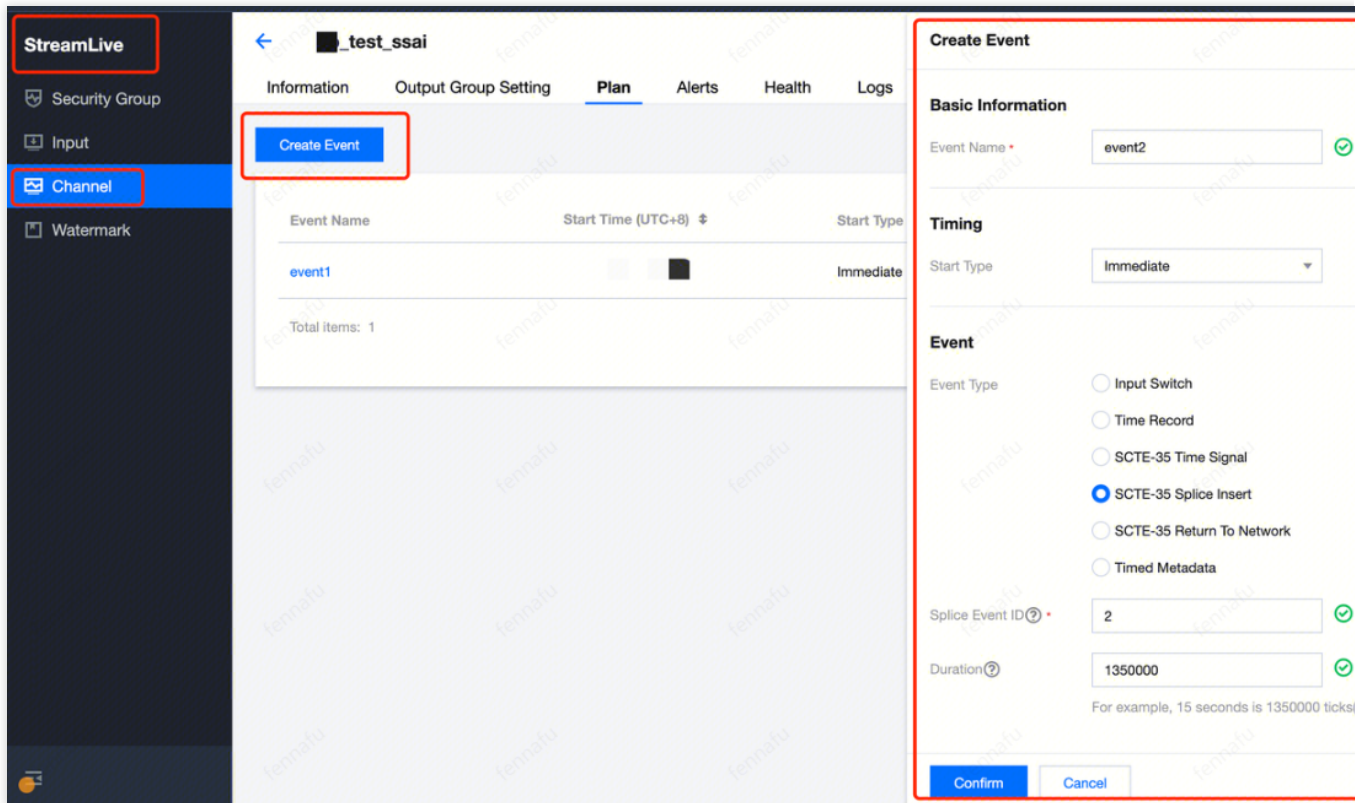 StreamLive
Security Group
Input
Channel
Watermark
_test_ssai
Information Output Group Setting Plan Alerts Health Logs
Create Event
Event Name Start Time (UTC+8) Start Type
event1 Immediate
Total items: 1
Create Event
Basic Information
Event Name * event2
Timing
Start Type Immediate
Event
Event Type Input Switch
Time Record
SCTE-35 Time Signal
SCTE-35 Splice Insert
SCTE-35 Return To Network
Timed Metadata
Splice Event ID * 2
Duration 1350000
For example, 15 seconds is 1350000 ticks(
Confirm Cancel
fennafu